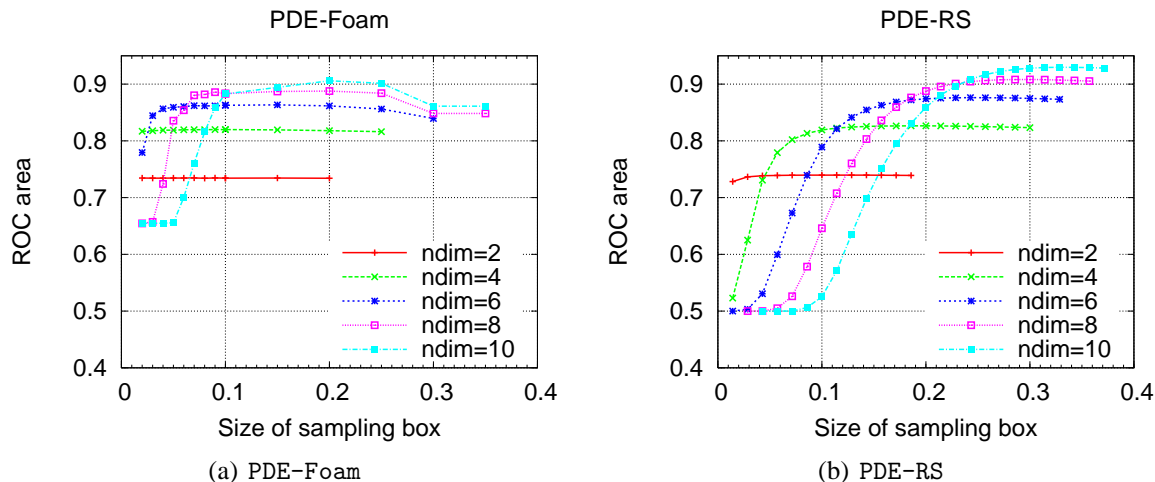 PDE-Foam
ROC area
0.9
0.8
0.7
0.6
0.5
0.4
0
0.1
0.2
0.3
0.4
Size of sampling box
ndim=2
ndim=4
ndim=6
ndim=8
ndim=10
(a) PDE-Foam
PDE-RS
ROC area
0.9
0.8
0.7
0.6
0.5
0.4
0
0.1
0.2
0.3
0.4
Size of sampling box
ndim=2
ndim=4
ndim=6
ndim=8
ndim=10
(b) PDE-RS